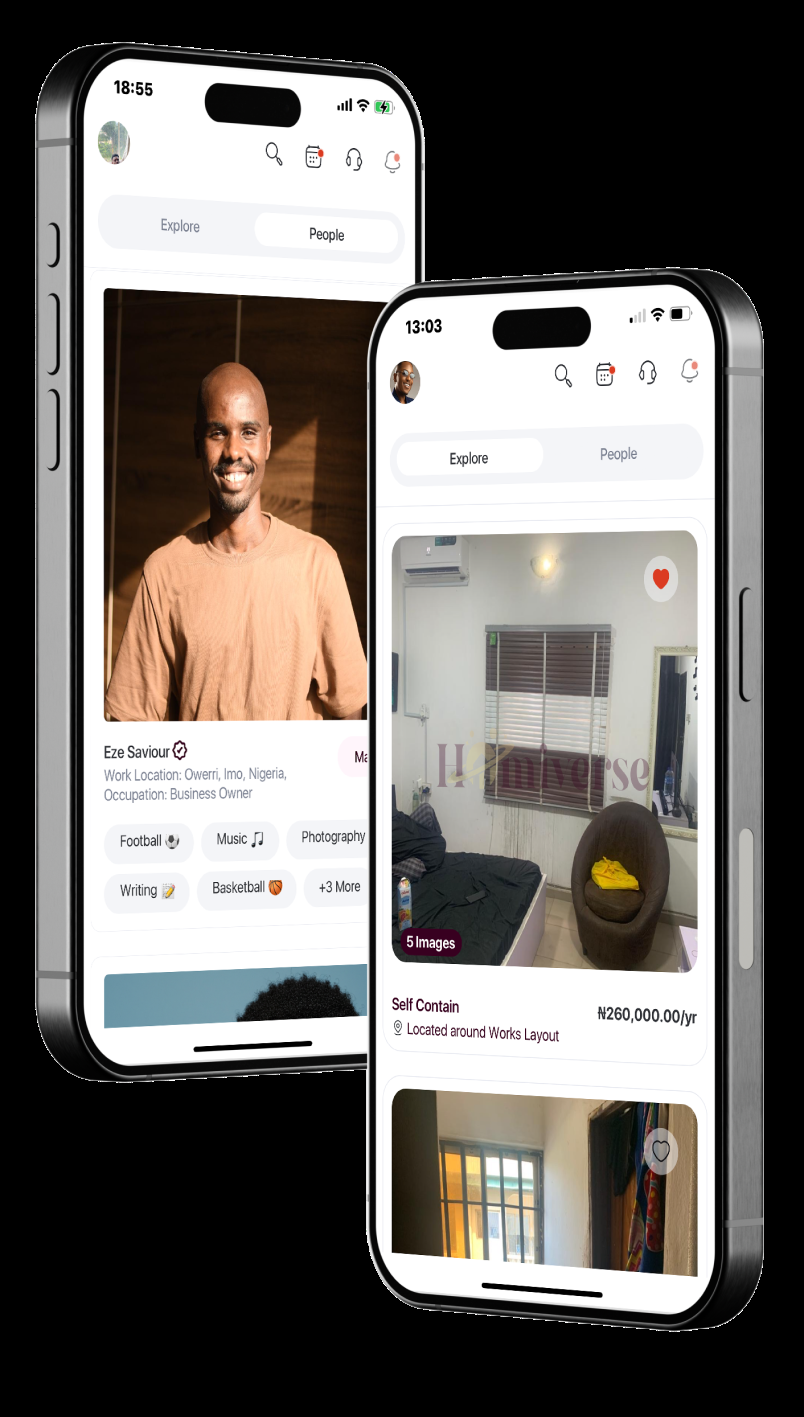 18:55
Explore
People
Eze Saviour
Work Location: Owerri, Imo, Nigeria,
Occupation: Business Owner
Football ⚽
Music 🎵
Photography
Writing 📝
Basketball 🏀
+3 More
13:03
Explore
People
Homiverse
5 Images
Self Contain
₦260,000.00/yr
Located around Works Layout